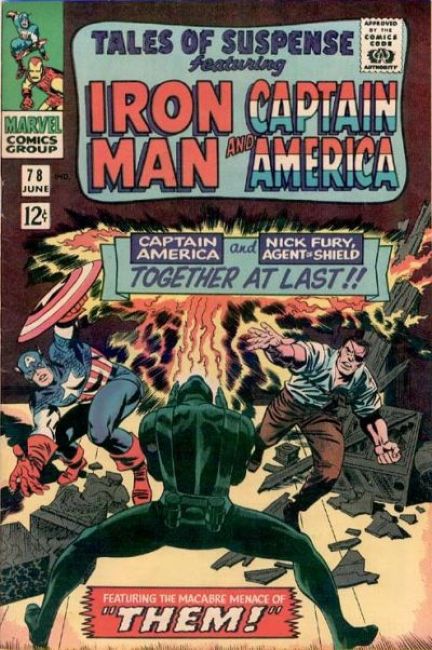 TALES OF SUSPENSE
featuring
IRON MAN AND CAPTAIN AMERICA
APPROVED
BY THE
COMICS
CODE
AUTHORITY
MARVEL
COMICS
GROUP
78
JUNE
IND.
12¢
CAPTAIN AMERICA and NICK FURY, AGENT OF SHIELD
TOGETHER AT LAST!!
FEATURING THE MACABRE MENACE OF
"THEM!"